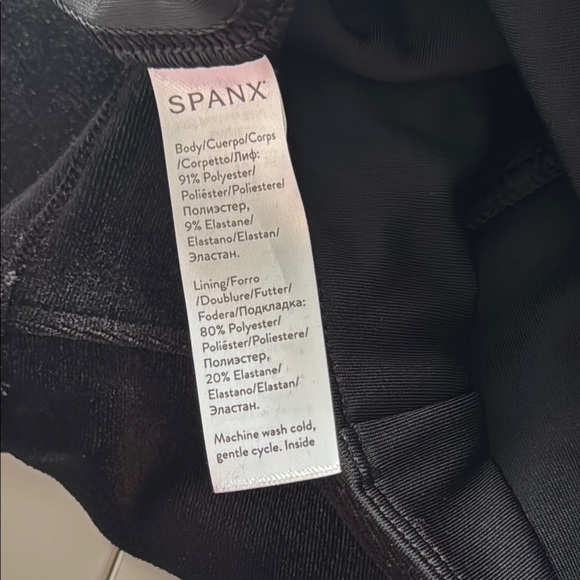 SPANX
Body/Cuerpo/Corps
/Corpetto/Лиф:
91% Polyester/
Poliéster/Poliestere/
Полиэстер,
9% Elastane/
Elastano/Elastan/
Эластан.
Lining/Forro
/Doublure/Futter/
Fodera/Подкладка:
80% Polyester/
Poliéster/Poliestere/
Полиэстер,
20% Elastane/
Elastano/Elastan/
Эластан.
Machine wash cold,
gentle cycle. Inside